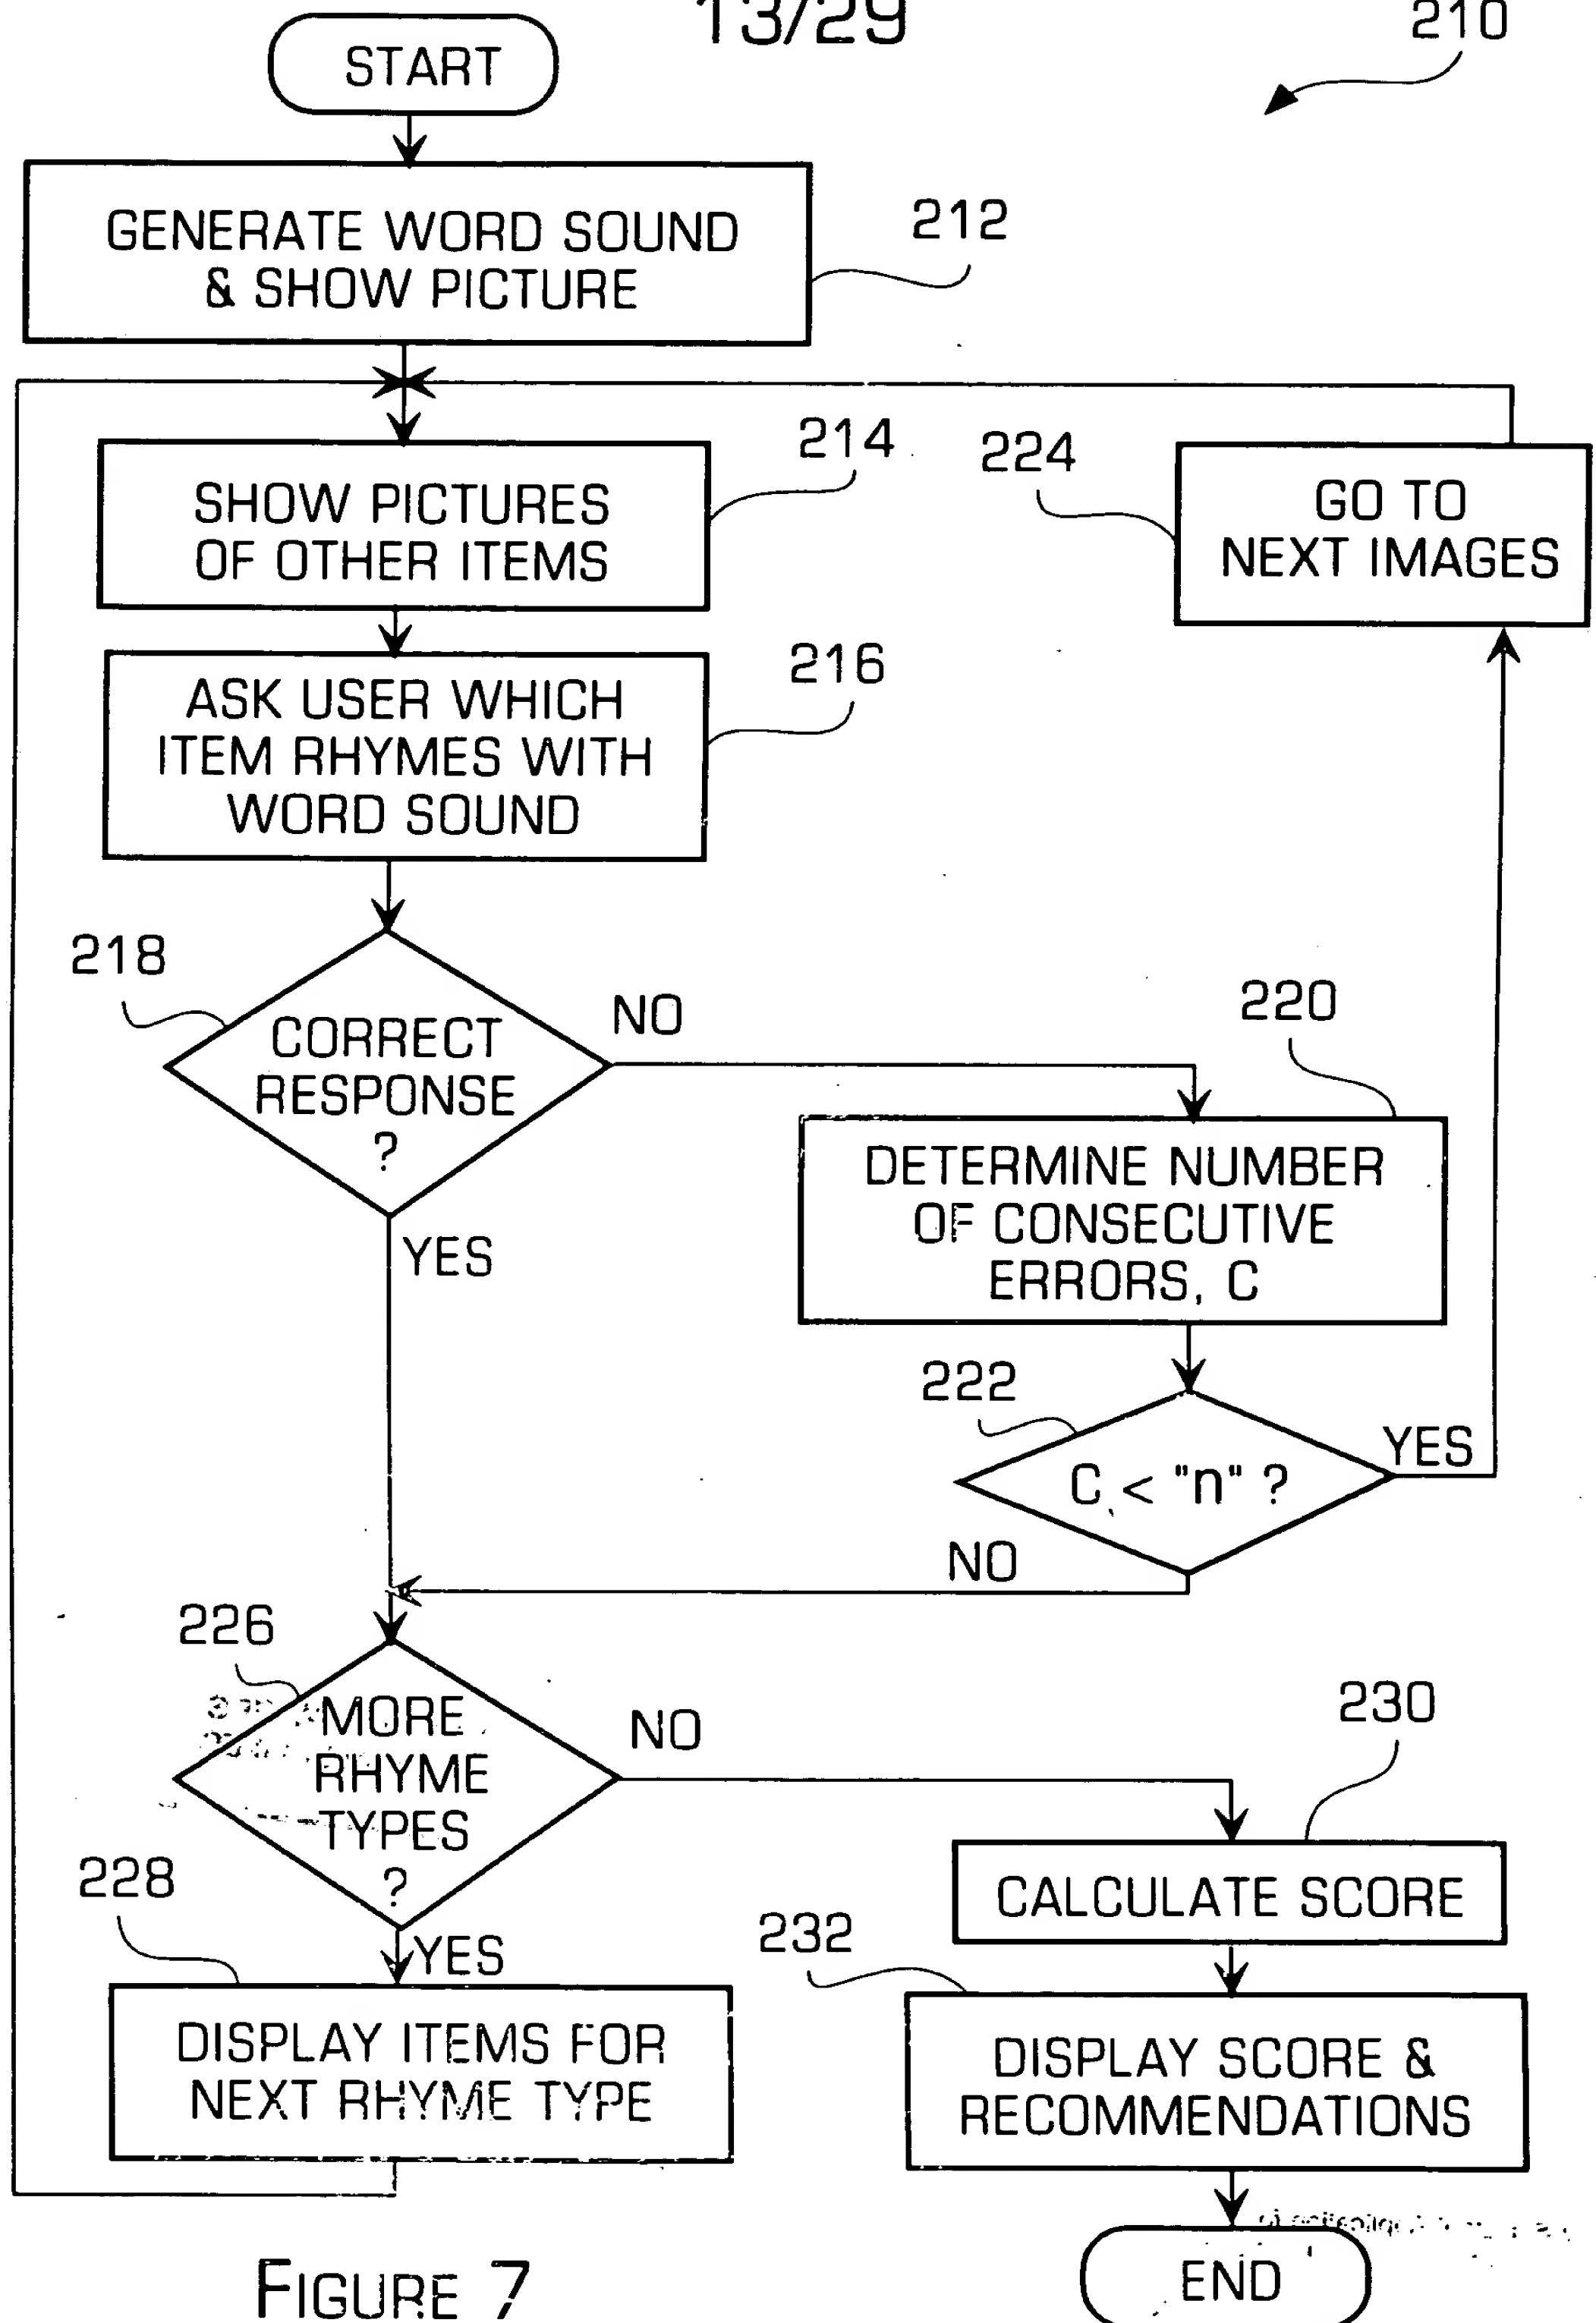 13/29
210
START
GENERATE WORD SOUND
& SHOW PICTURE
212
SHOW PICTURES
OF OTHER ITEMS
214
224
GO TO
NEXT IMAGES
ASK USER WHICH
ITEM RHYMES WITH
WORD SOUND
216
218
CORRECT
RESPONSE
?
NO
YES
220
DETERMINE NUMBER
OF CONSECUTIVE
ERRORS, C
222
C < "n" ?
YES
NO
226
MORE
RHYME
TYPES
?
NO
YES
228
DISPLAY ITEMS FOR
NEXT RHYME TYPE
230
CALCULATE SCORE
232
DISPLAY SCORE &
RECOMMENDATIONS
END
FIGURE 7